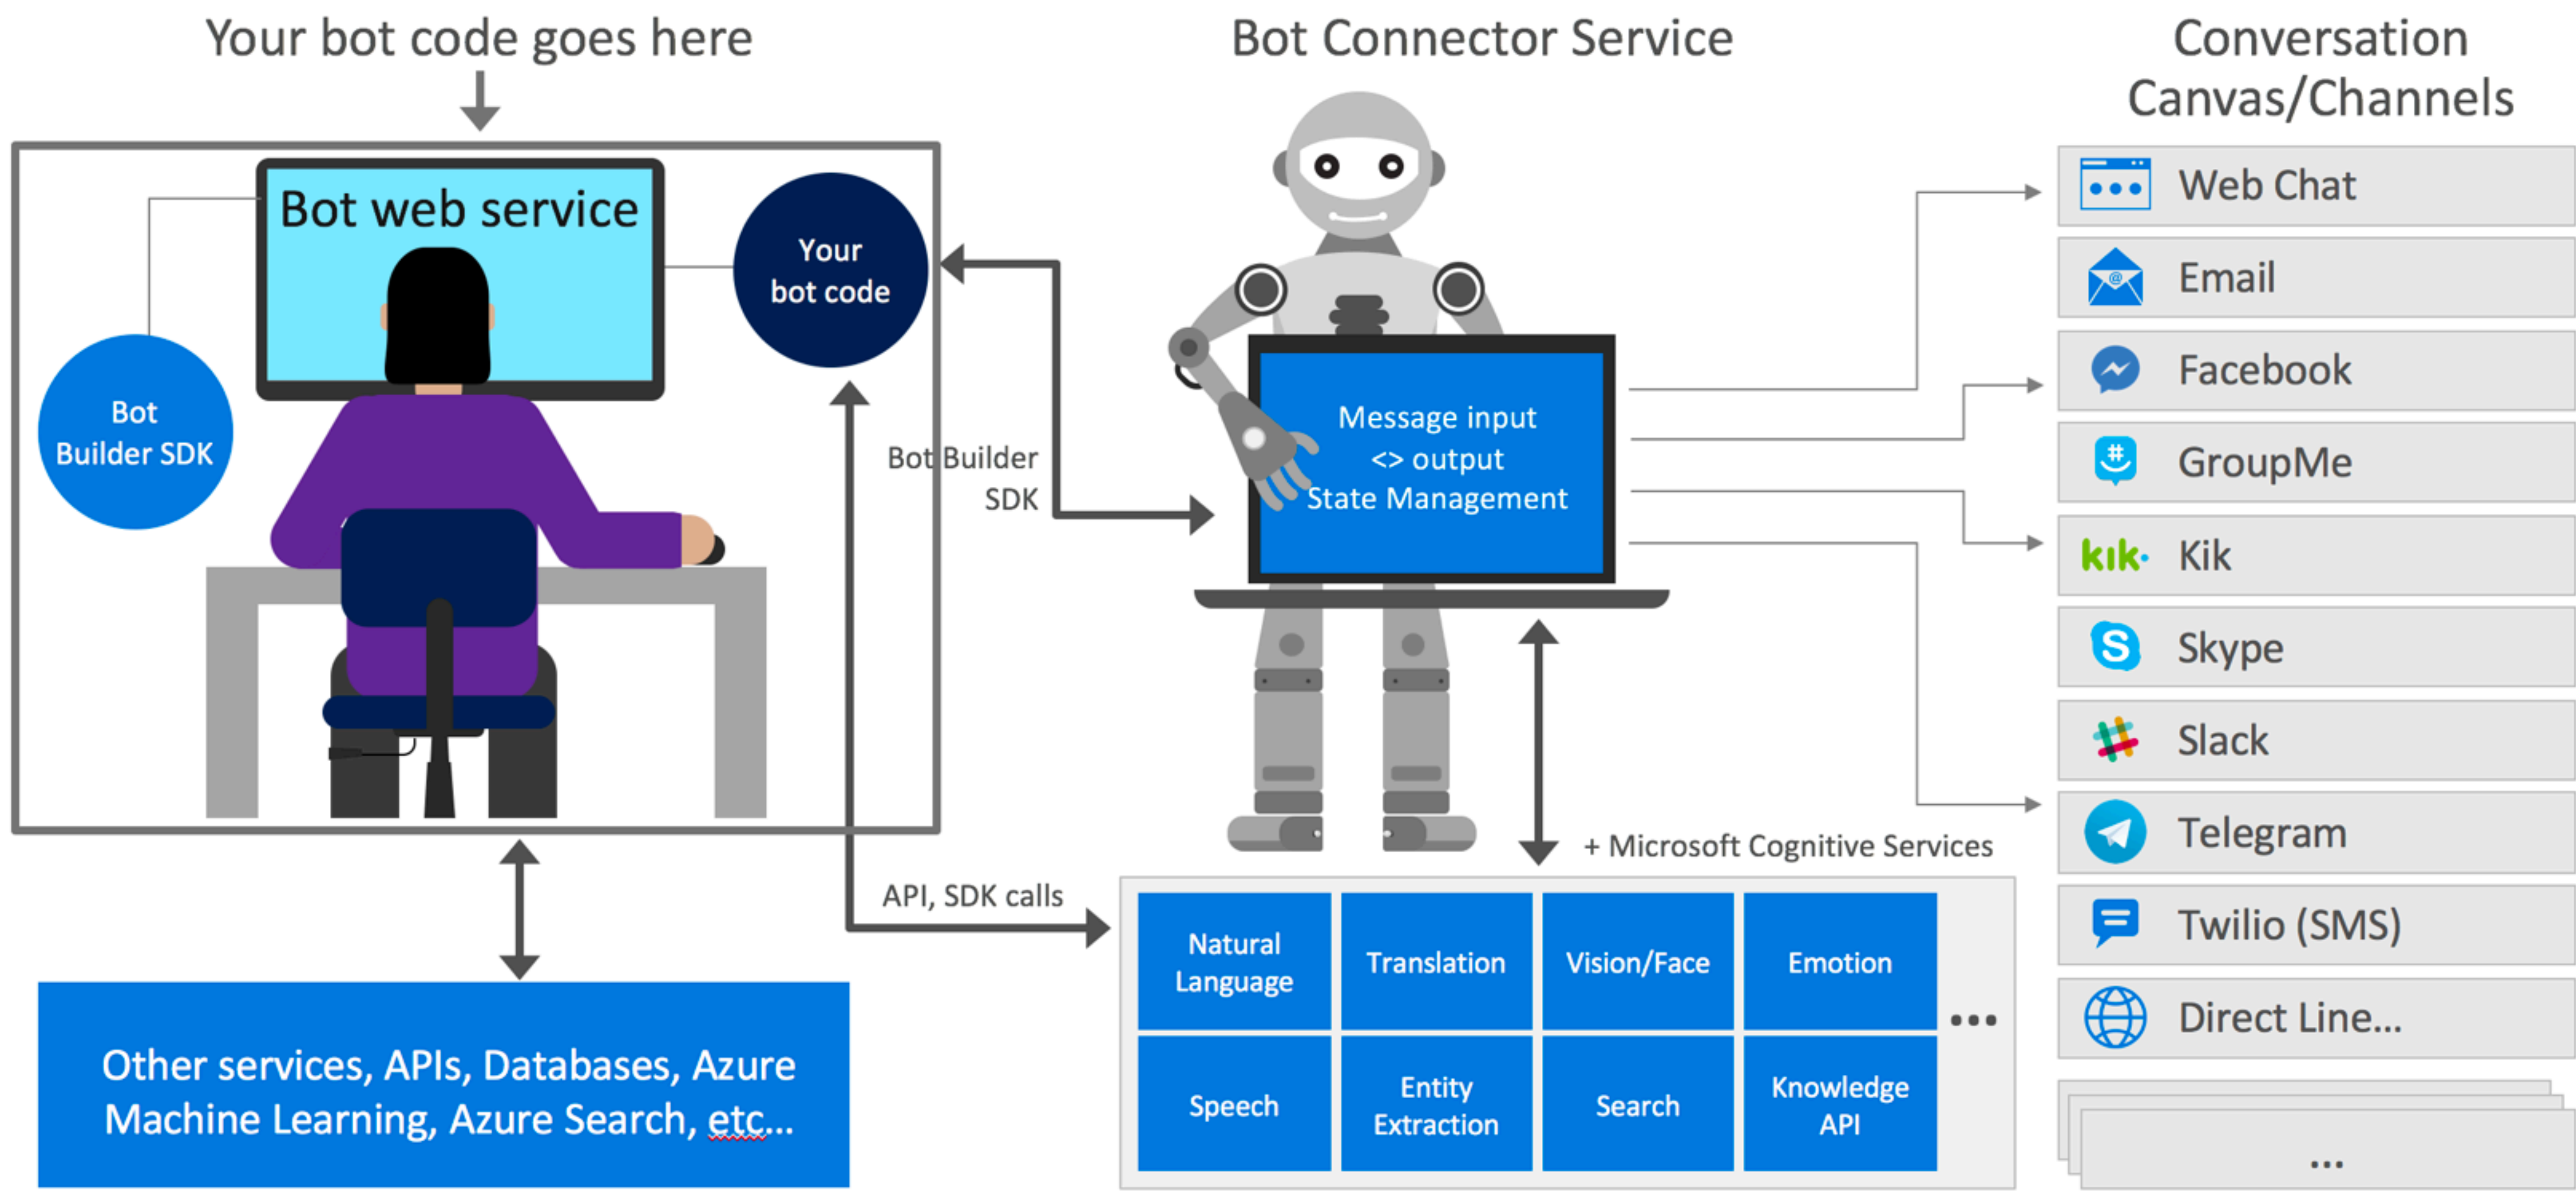 Your bot code goes here
Bot web service
Your
bot code
Bot
Builder SDK
Other services, APIs, Databases, Azure
Machine Learning, Azure Search, etc...
Bot Builder
SDK
API, SDK calls
Bot Connector Service
Message input
<> output
State Management
+ Microsoft Cognitive Services
Natural
Language
Translation
Vision/Face
Emotion
...
Speech
Entity
Extraction
Search
Knowledge
API
Conversation
Canvas/Channels
Web Chat
@
Email
Facebook
#
GroupMe
kik.
Kik
S
Skype
Slack
Telegram
Twilio (SMS)
Direct Line...
...